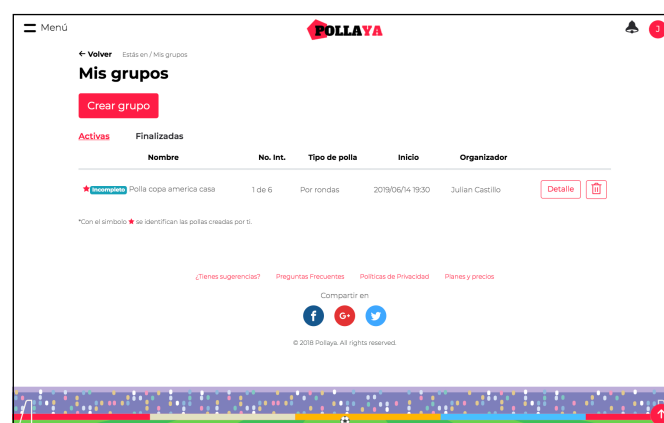 Menú
POLLAYA
J
← Volver Estás en / Mis grupos
Mis grupos
Crear grupo
Activas Finalizadas
Nombre No. Int. Tipo de polla Inicio Organizador
Incompleto Polla copa america casa 1 de 6 Por rondas 2019/06/14 19:30 Julian Castillo Detalle
*Con el simbolo ★ se identifican las pollas creadas por ti.
¿Tienes sugerencias? Preguntas Frecuentes Políticas de Privacidad Planes y precios
Compartir en
f G+
© 2018 Pollaya. All rights reserved.